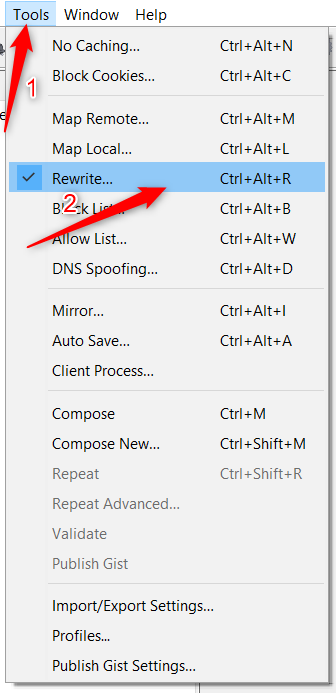 Tools Window Help
1
No Caching... Ctrl+Alt+N
Block Cookies... Ctrl+Alt+C
Map Remote... Ctrl+Alt+M
Map Local... Ctrl+Alt+L
Rewrite... Ctrl+Alt+R
2
Block List... Ctrl+Alt+B
Allow List... Ctrl+Alt+W
DNS Spoofing... Ctrl+Alt+D
Mirror... Ctrl+Alt+I
Auto Save... Ctrl+Alt+A
Client Process...
Compose Ctrl+M
Compose New... Ctrl+Shift+M
Repeat Ctrl+Shift+R
Repeat Advanced...
Validate
Publish Gist
Import/Export Settings...
Profiles...
Publish Gist Settings...